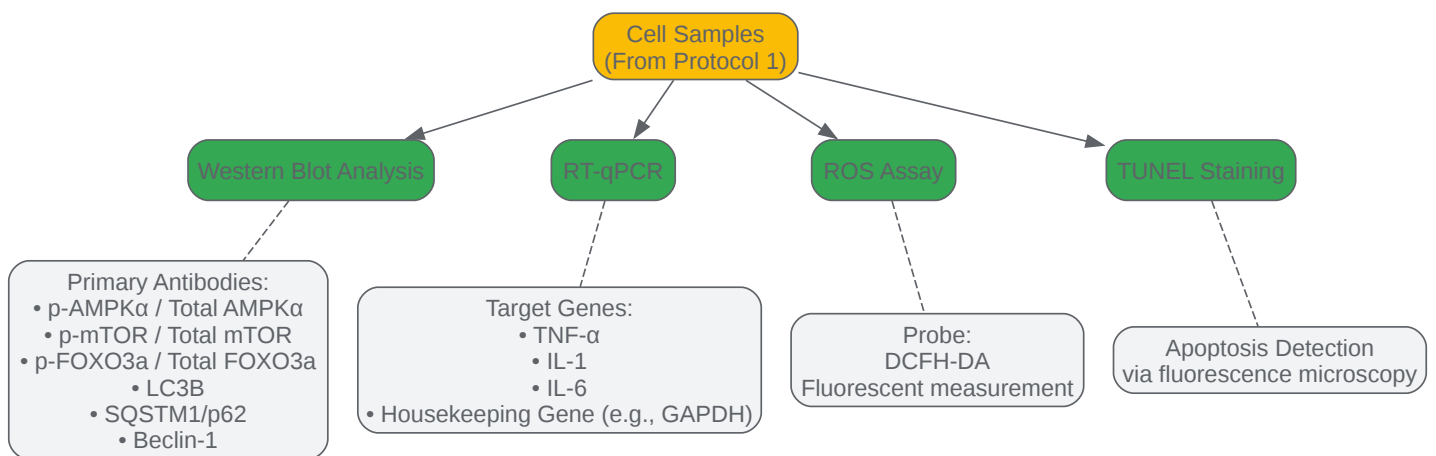 Cell Samples
(From Protocol 1)
Western Blot Analysis
RT-qPCR
ROS Assay
TUNEL Staining
Primary Antibodies:
• p-AMPKα / Total AMPKα
• p-mTOR / Total mTOR
• p-FOXO3a / Total FOXO3a
• LC3B
• SQSTM1/p62
• Beclin-1
Target Genes:
• TNF-α
• IL-1
• IL-6
• Housekeeping Gene (e.g., GAPDH)
Probe:
DCFH-DA
Fluorescent measurement
Apoptosis Detection
via fluorescence microscopy